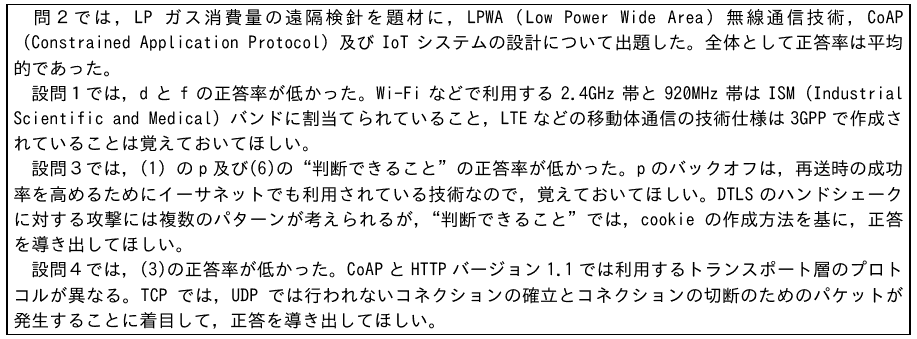 問２では，LP ガス消費量の遠隔検針を題材に，LPWA（Low Power Wide Area）無線通信技術，CoAP
（Constrained Application Protocol）及び IoT システムの設計について出題した。全体として正答率は平均
的であった。
設問１では，d と f の正答率が低かった。Wi-Fi などで利用する 2.4GHz 帯と 920MHz 帯は ISM（Industrial
Scientific and Medical）バンドに割当てられていること，LTE などの移動体通信の技術仕様は 3GPP で作成さ
れていることは覚えておいてほしい。
設問３では，(1) の p 及び(6)の“判断できること”の正答率が低かった。p のバックオフは，再送時の成功
率を高めるためにイーサネットでも利用されている技術なので，覚えておいてほしい。DTLS のハンドシェーク
に対する攻撃には複数のパターンが考えられるが，“判断できること”では，cookie の作成方法を基に，正答
を導き出してほしい。
設問４では，(3)の正答率が低かった。CoAP と HTTP バージョン 1.1 では利用するトランスポート層のプロト
コルが異なる。TCP では，UDP では行われないコネクションの確立とコネクションの切断のためのパケットが
発生することに着目して，正答を導き出してほしい。